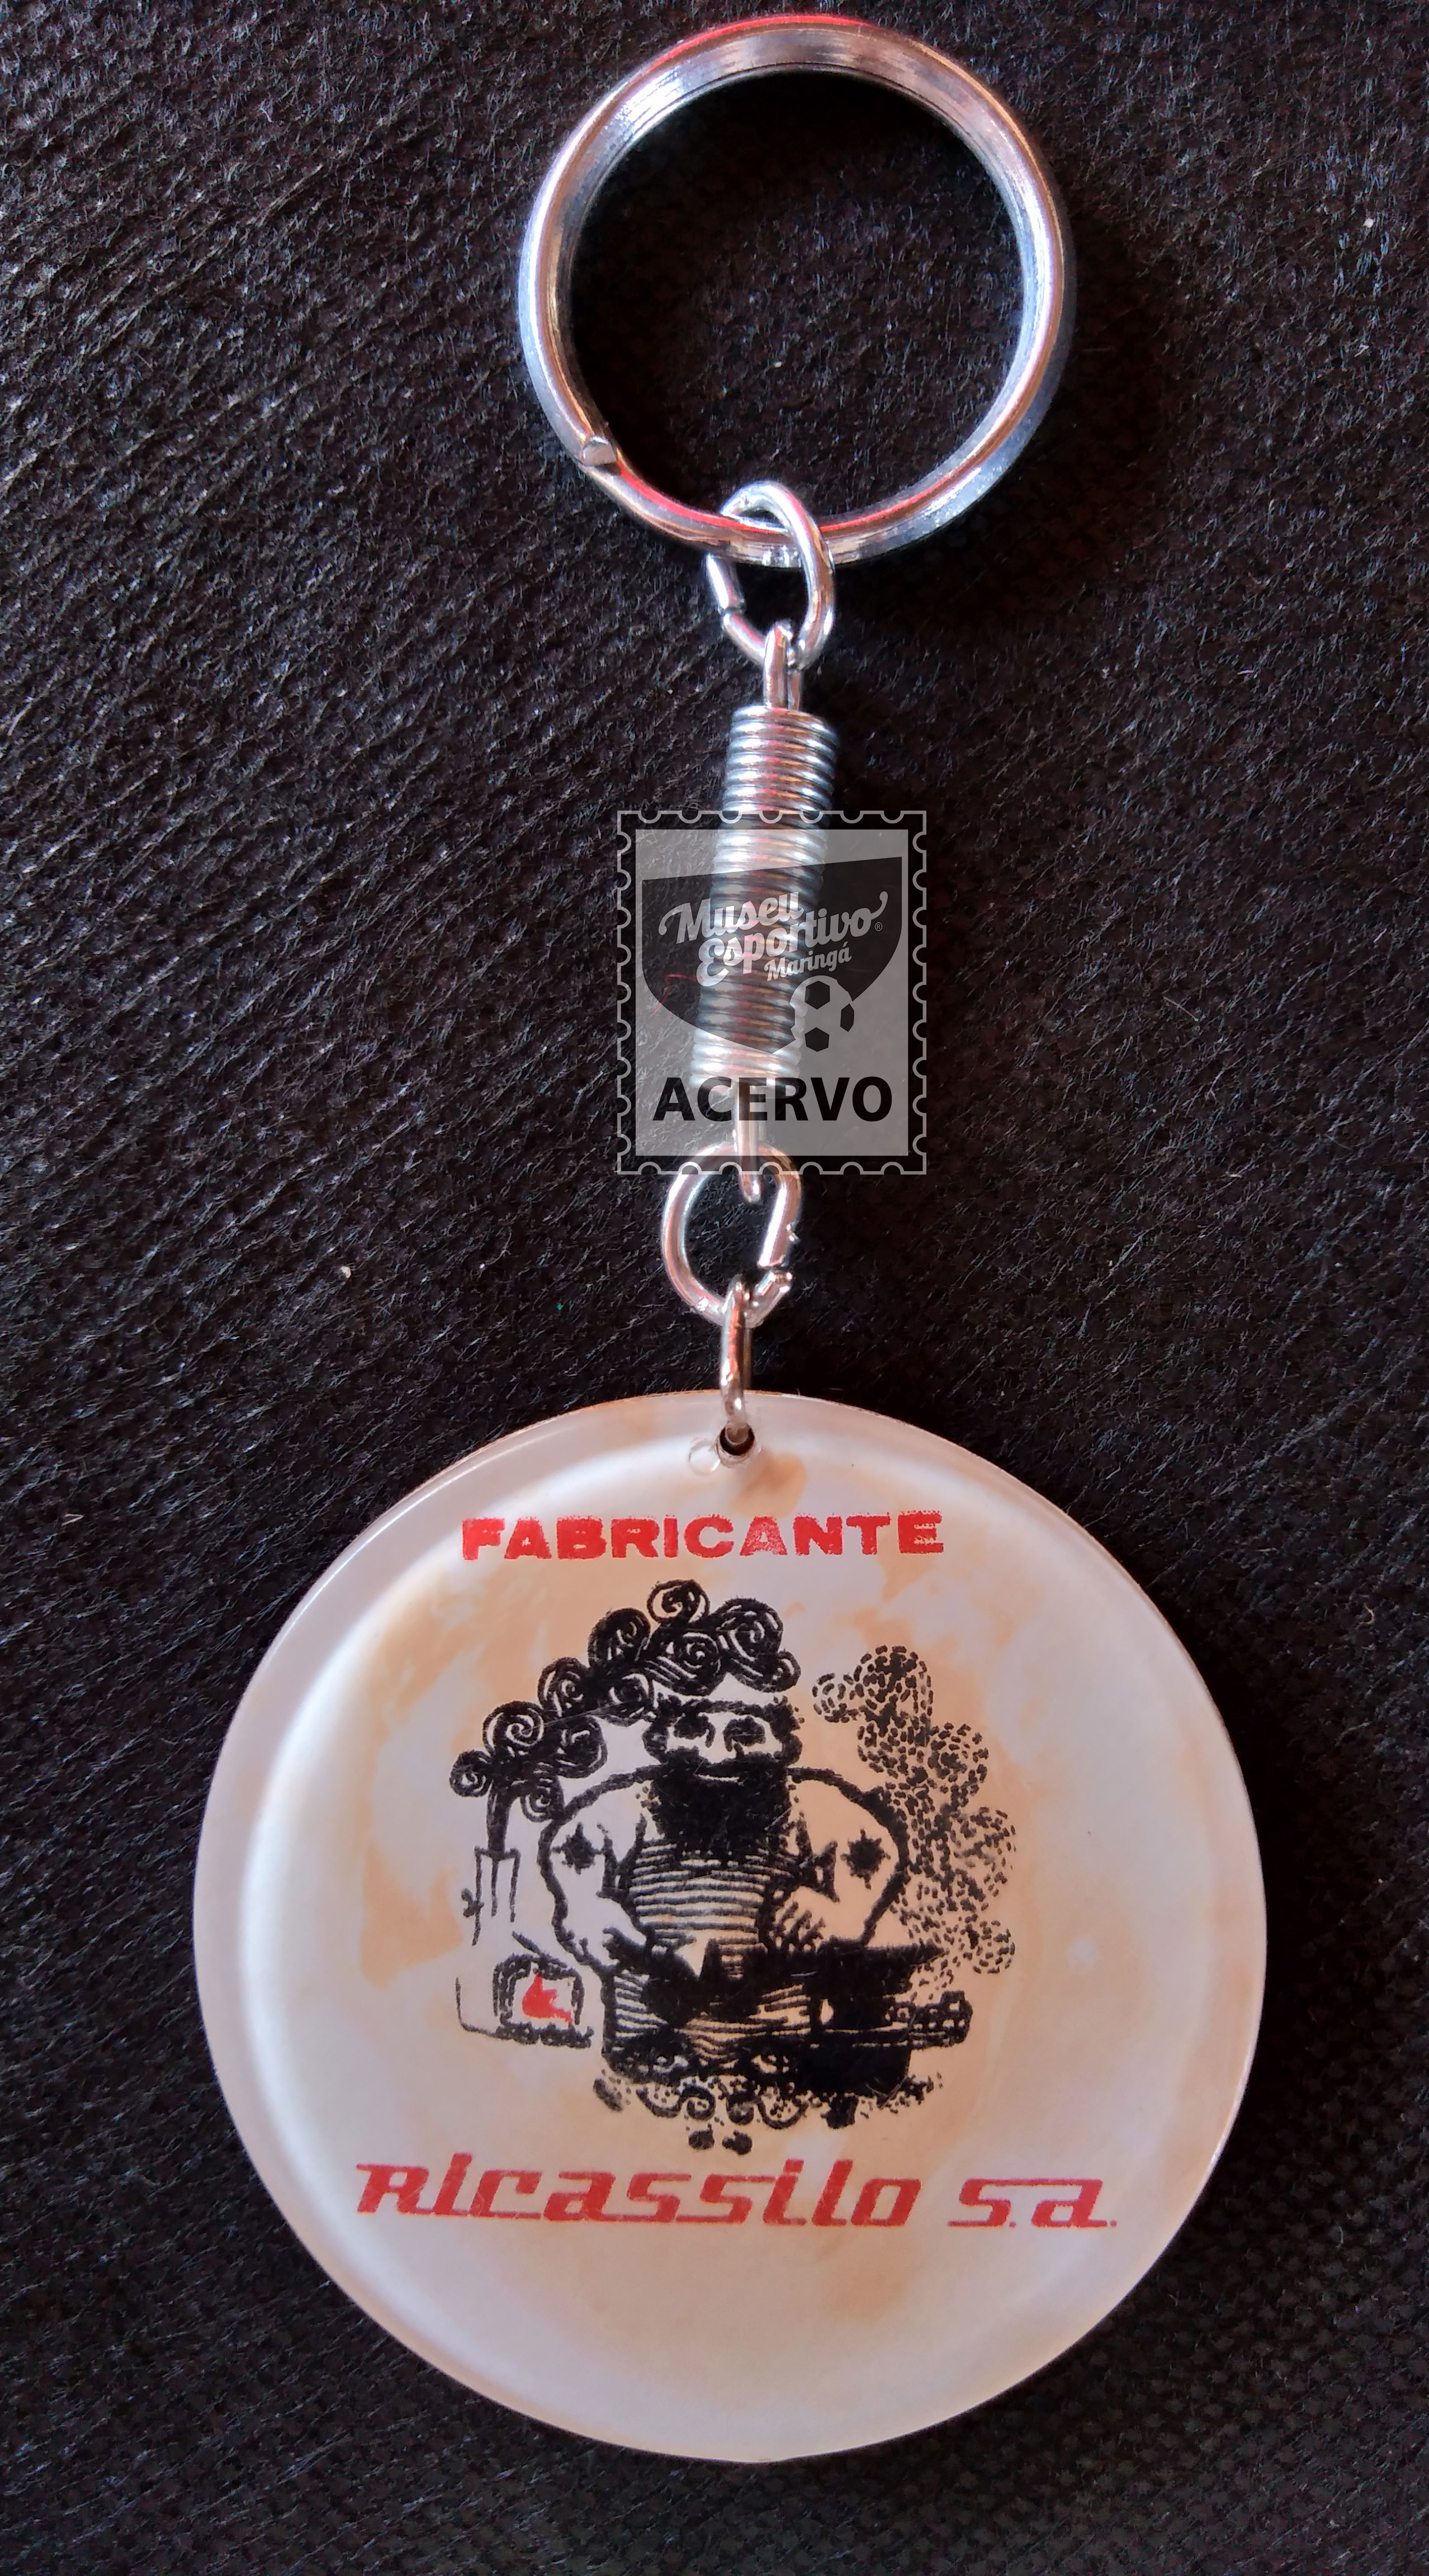 Museu
Esportivo®
Maringá
ACERVO
FABRICANTE
Ricassilo s.a.